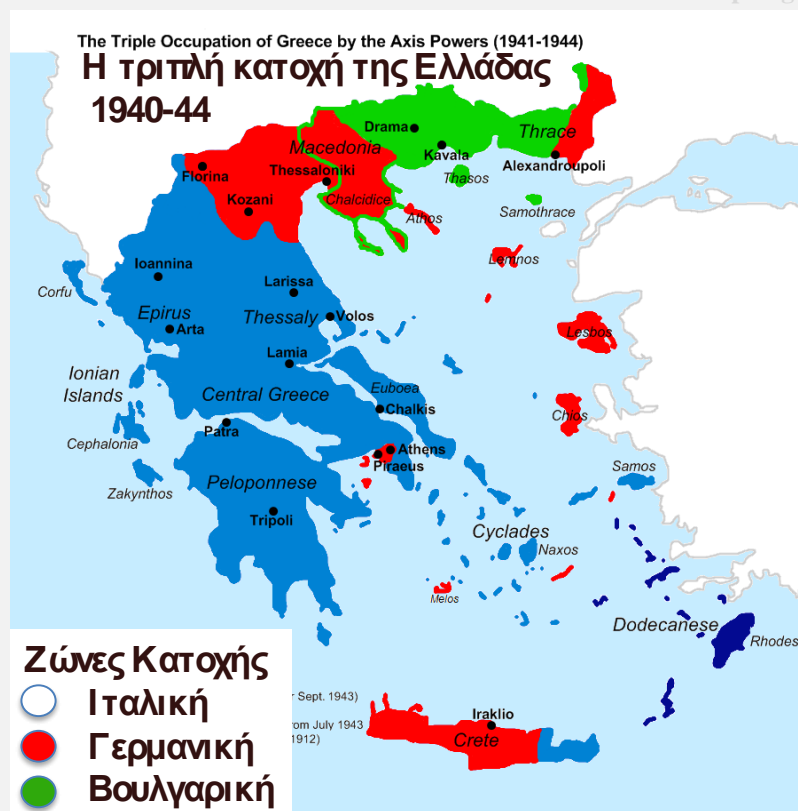 The Triple Occupation of Greece by the Axis Powers (1941-1944)
Η τριπλή κατοχή της Ελλάδας
1940-44
Drama
Thrace
Macedonia
Kavala
Thessaloniki
Alexandroupoli
Florina
Thasos
Kozani
Chalcidice
Samothrace
Athos
Lemnos
Ioannina
Larissa
Corfu
Epirus
Thessaly
Volos
Arta
Lesbos
Lamia
Ionian
Islands
Central Greece
Euboea
Chalkis
Chios
Patra
Cephalonia
Athens
Piraeus
Samos
Zakynthos
Peloponnese
Tripoli
Cyclades
Naxos
Melos
Dodecanese
Rhodes
Ζώνες Κατοχής
Ιταλική
Γερμανική
Βουλγαρική
Sept. 1943)
from July 1943
1912)
Iraklio
Crete